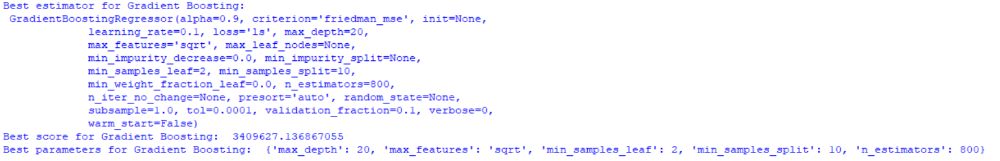 Best estimator for Gradient Boosting:
GradientBoostingRegressor(alpha=0.9, criterion='friedman_mse', init=None,
learning_rate=0.1, loss='ls', max_depth=20,
max_features='sqrt', max_leaf_nodes=None,
min_impurity_decrease=0.0, min_impurity_split=None,
min_samples_leaf=2, min_samples_split=10,
min_weight_fraction_leaf=0.0, n_estimators=800,
n_iter_no_change=None, presort='auto', random_state=None,
subsample=1.0, tol=0.0001, validation_fraction=0.1, verbose=0,
warm_start=False)
Best score for Gradient Boosting:  3409627.136867055
Best parameters for Gradient Boosting:  {'max_depth': 20, 'max_features': 'sqrt', 'min_samples_leaf': 2, 'min_samples_split': 10, 'n_estimators': 800}